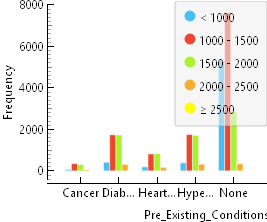 8000
6000
4000
2000
0
Frequency
Cancer Diab... Heart... Hype... None
Pre_Existing_Conditions
< 1000
1000 - 1500
1500 - 2000
2000 - 2500
≥ 2500